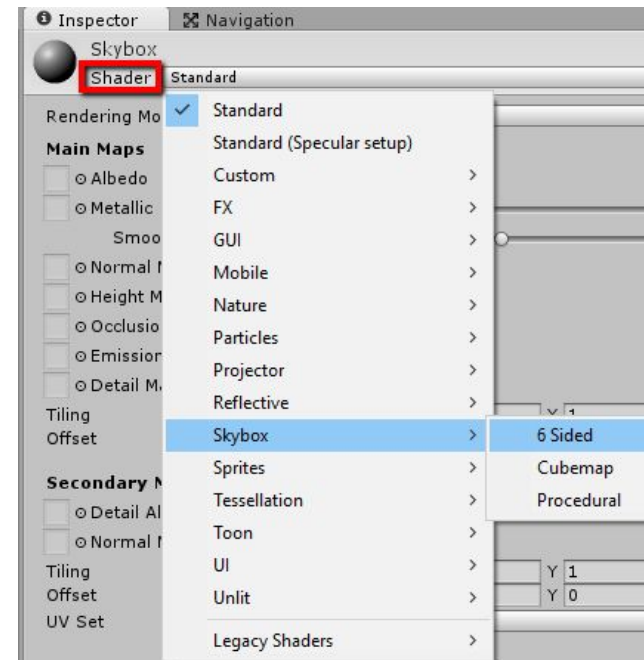 Inspector Navigation
Skybox
Shader Standard
Rendering Mo
Standard
Main Maps
Standard (Specular setup)
Albedo
Custom >
Metallic
FX >
Smoo
GUI >
Normal M
Mobile >
Height M
Nature >
Occlusio
Particles >
Emission
Projector >
Detail Ma
Reflective >
Tiling
Y 1
Offset
Skybox >
6 Sided
Sprites >
Cubemap
Secondary M
Tessellation >
Procedural
Detail Al
Toon >
Normal M
UI >
Tiling
Y 1
Offset
Unlit >
Y 0
UV Set
Legacy Shaders >